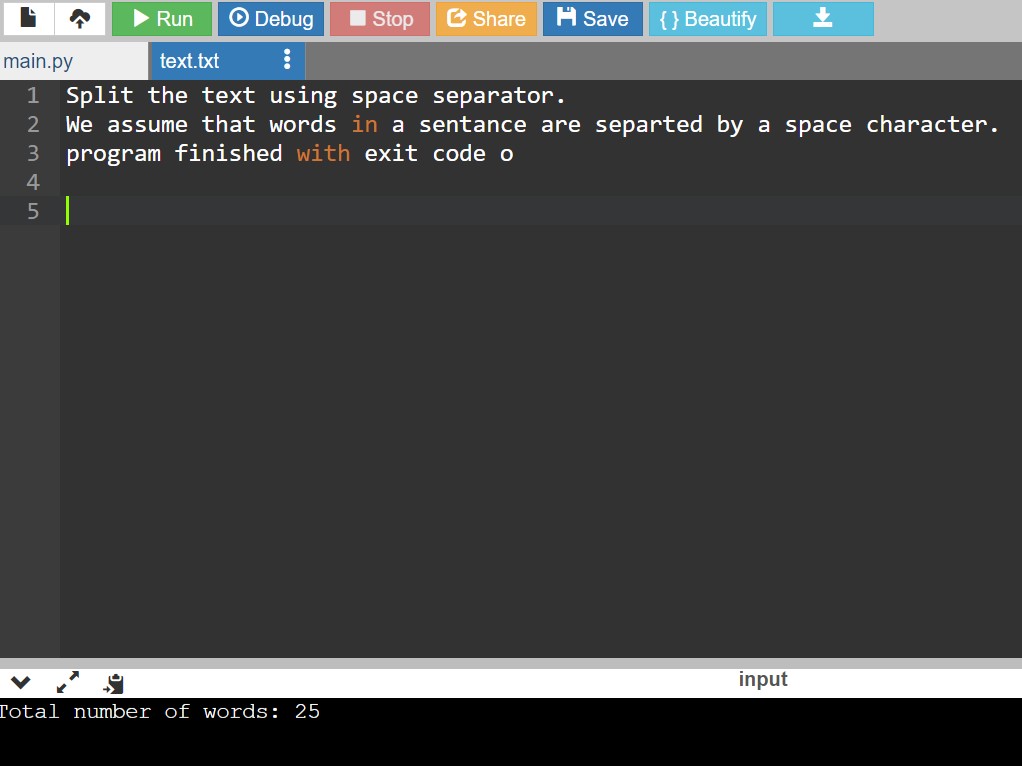 Run Debug Stop Share Save { } Beautify
main.py text.txt
1 Split the text using space separator.
2 We assume that words in a sentance are separted by a space character.
3 program finished with exit code o
4
5
input
Total number of words: 25